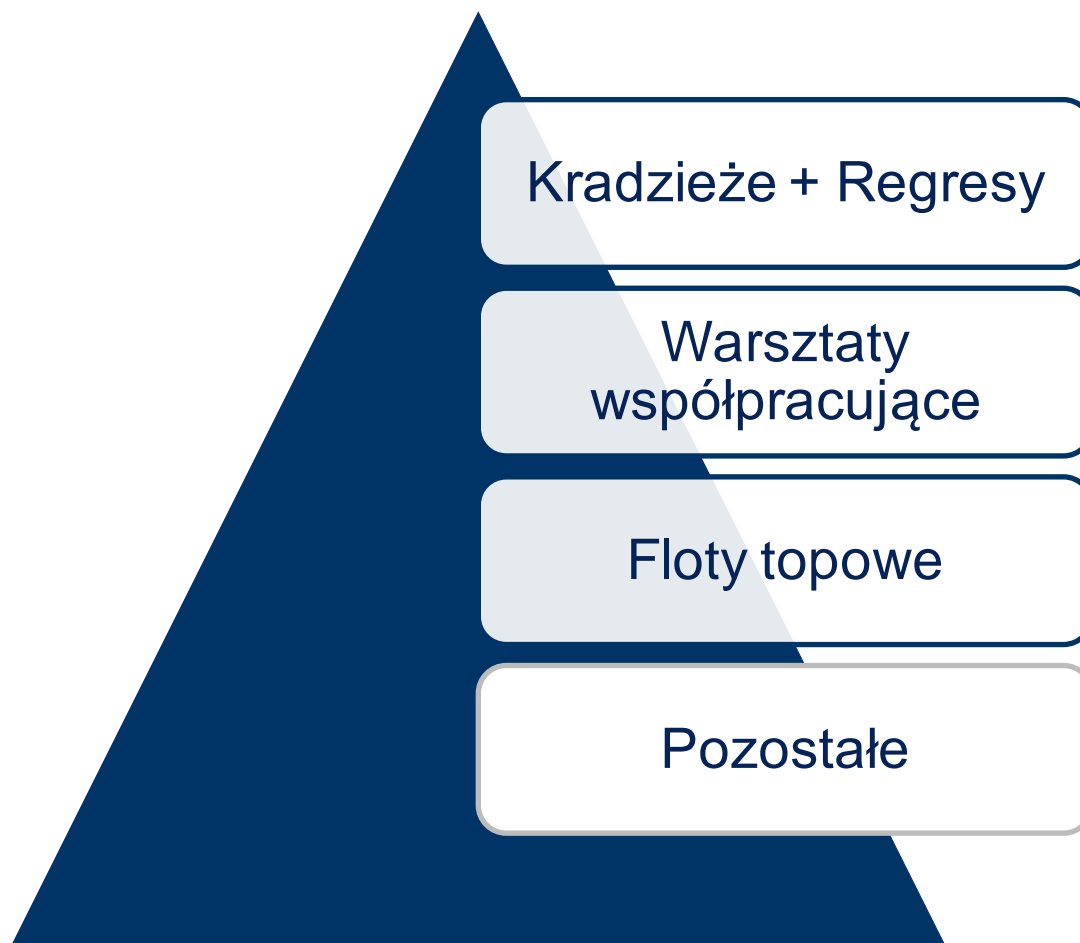 Kradzieże + Regresy
Warsztaty
współpracujące
Floty topowe
Pozostałe